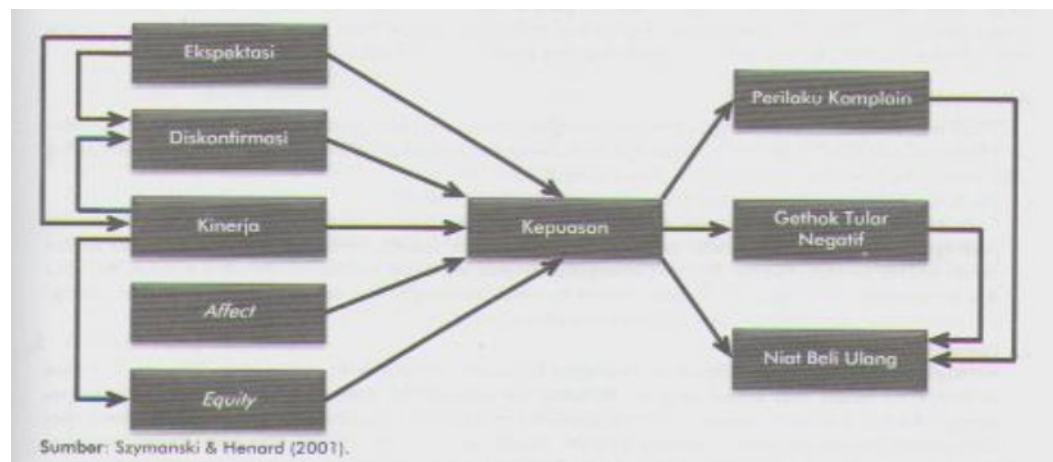 Ekspektasi
Diskonfirmasi
Kinerja
Affect
Equity
Kepuasan
Perilaku Komplain
Gethok Tular
Negatif
Niat Beli Ulang
Sumber: Szymanski & Henard (2001).